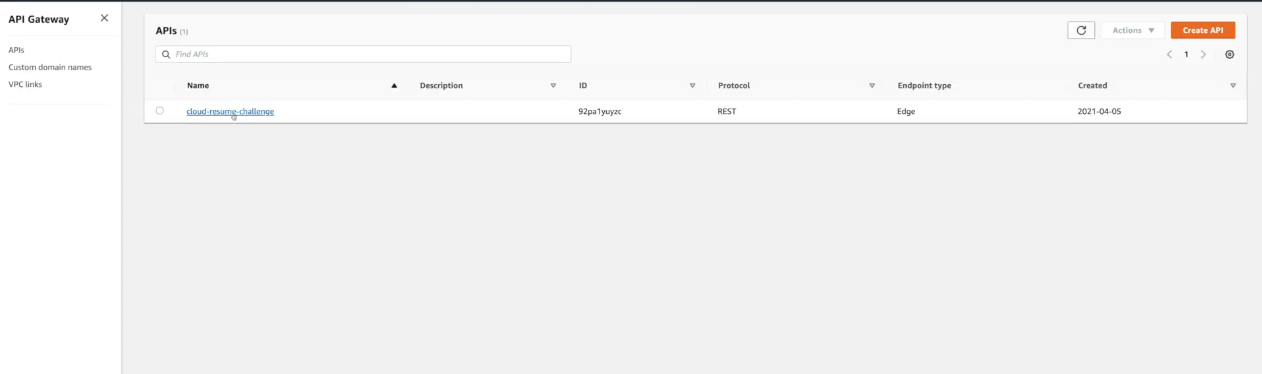 API Gateway
APIs
Custom domain names
VPC links
APIs (1)
Actions
Create API
Find APIs
1
Name Description ID Protocol Endpoint type Created
cloud-resume-challenge 92pa1yuyzc REST Edge 2021-04-05